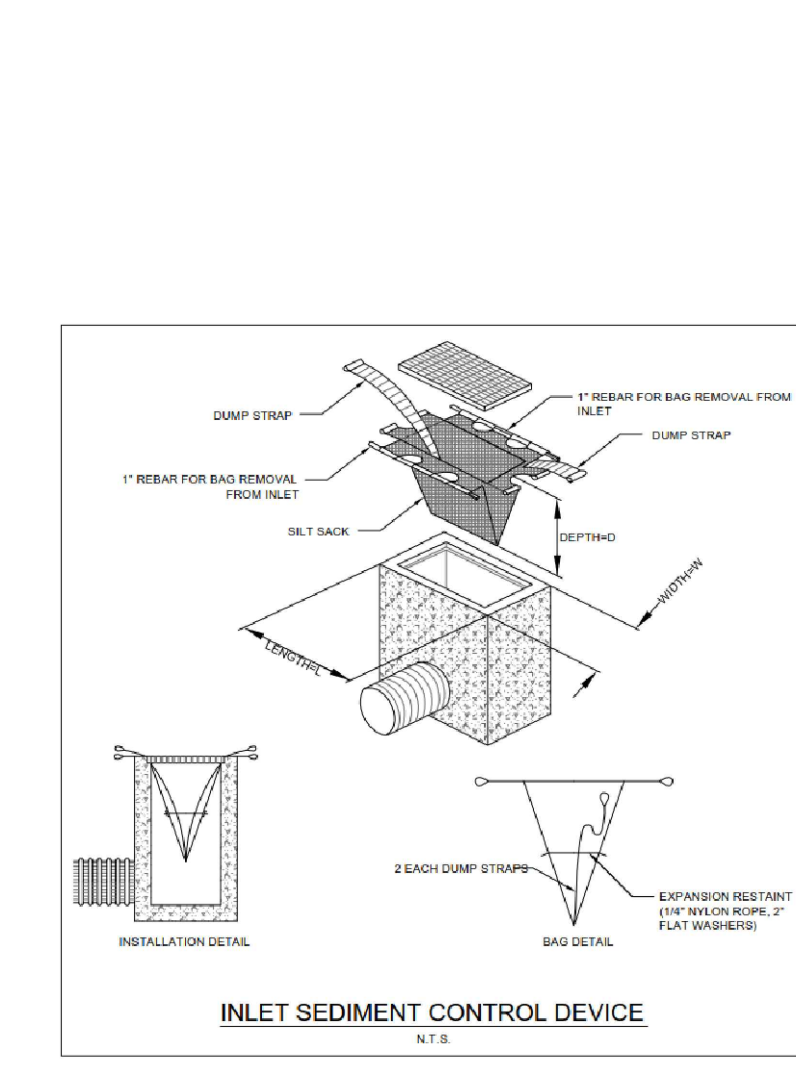 1" REBAR FOR BAG REMOVAL FROM
INLET
DUMP STRAP
DUMP STRAP
1" REBAR FOR BAG REMOVAL
FROM INLET
SILT SACK
DEPTH=D
WIDTH=W
LENGTH=L
2 EACH DUMP STRAPS
EXPANSION RESTAINT
(1/4" NYLON ROPE, 2"
FLAT WASHERS)
INSTALLATION DETAIL
BAG DETAIL
INLET SEDIMENT CONTROL DEVICE
N.T.S.